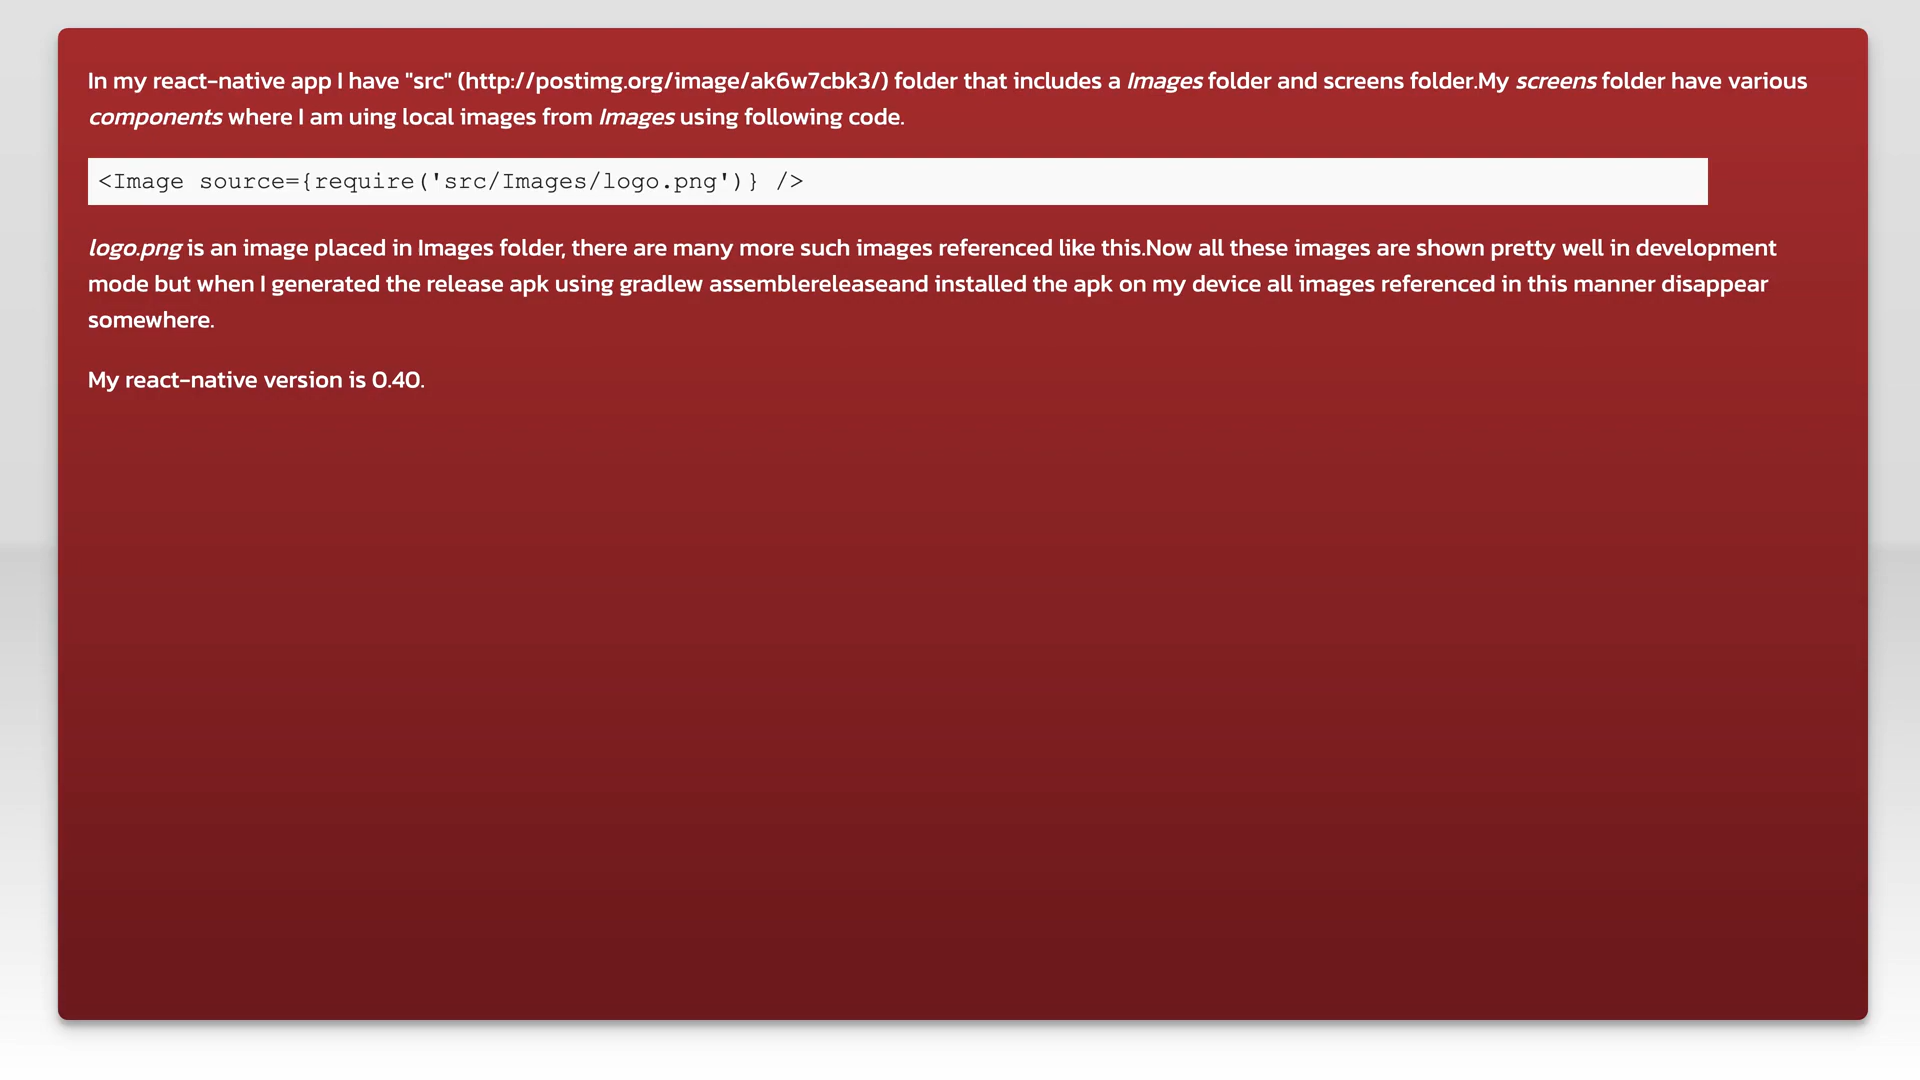 In my react-native app I have "src" (http://postimg.org/image/ak6w7cbk3/) folder that includes a Images folder and screens folder.My screens folder have various
components where I am uing local images from Images using following code.
<Image source={require('src/Images/logo.png')} />
logo.png is an image placed in Images folder, there are many more such images referenced like this.Now all these images are shown pretty well in development
mode but when I generated the release apk using gradlew assemblereleaseand installed the apk on my device all images referenced in this manner disappear
somewhere.
My react-native version is 0.40.